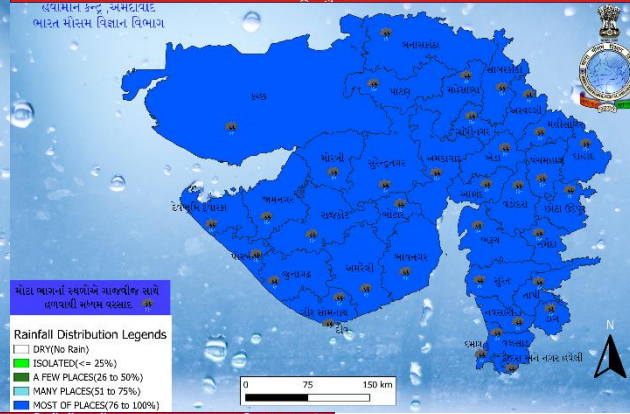 હવામાન કેન્દ્ર ,અમદાવાદ
ભારત મૌસમ વિજ્ઞાન વિભાગ
બનાસકાંઠા
પાટણ
મહેસાણા
સાબરકાંઠા
અરવલ્લી
ગાંધીનગર
મહીસાગર
કચ્છ
મોરબી
સુરેન્દ્રનગર
અમદાવાદ
ખેડા
પંચમહાલ
દાહોદ
આણંદ
વડોદરા
છોટા ઉદેપુર
દેવભૂમિ દ્વારકા
જામનગર
રાજકોટ
બોટાદ
ભરૂચ
નર્મદા
પોરબંદર
જુનાગઢ
અમરેલી
ભાવનગર
ગીર સોમનાથ
દીવ
સુરત
તાપી
નવસારી
ડાંગ
વલસાડ
દમણ
દાદરા અને નગર હવેલી
મોટા ભાગનાં સ્થળોએ ગાજવીજ સાથે
હળવાથી મધ્યમ વરસાદ
Rainfall Distribution Legends
DRY(No Rain)
ISOLATED(<= 25%)
A FEW PLACES(26 to 50%)
MANY PLACES(51 to 75%)
MOST OF PLACES(76 to 100%)
0 75 150 km
N